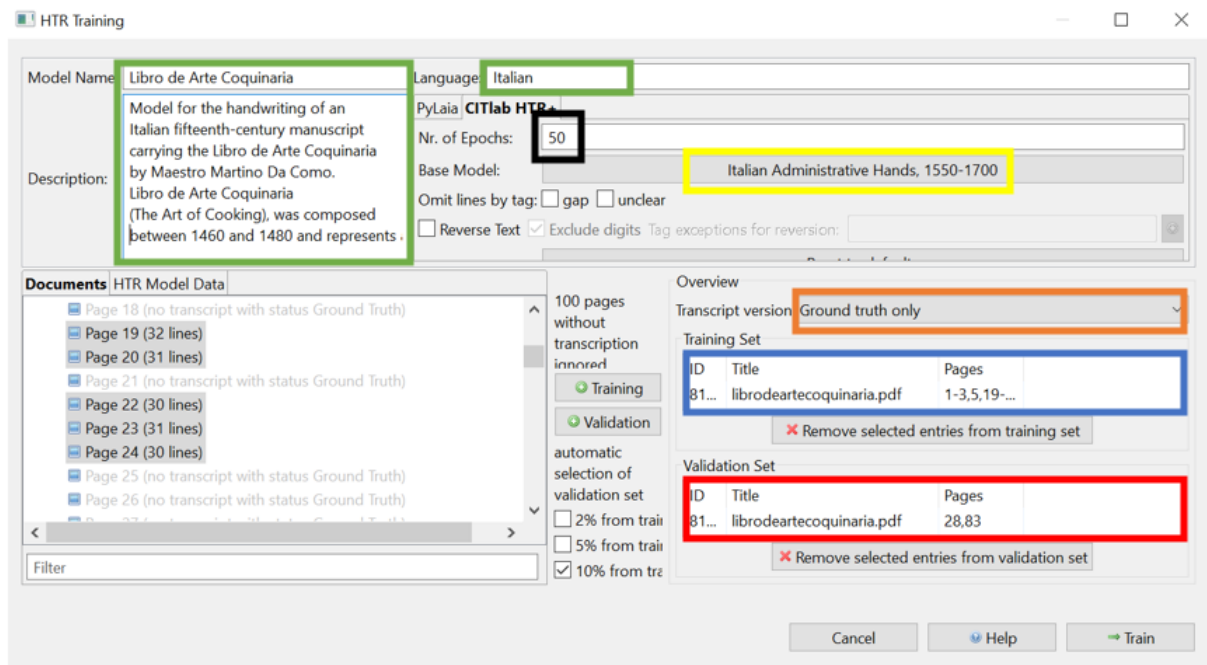 HTR Training
Model Name Libro de Arte Coquinaria Language Italian
Description: Model for the handwriting of an
Italian fifteenth-century manuscript
carrying the Libro de Arte Coquinaria
by Maestro Martino Da Como.
Libro de Arte Coquinaria
(The Art of Cooking), was composed
between 1460 and 1480 and represents
PyLaia CITlab HTR+
Nr. of Epochs: 50
Base Model: Italian Administrative Hands, 1550-1700
Omit lines by tag: gap unclear
Reverse Text Exclude digits Tag exceptions for reversion:
Documents HTR Model Data
Page 18 (no transcript with status Ground Truth)
Page 19 (32 lines)
Page 20 (31 lines)
Page 21 (no transcript with status Ground Truth)
Page 22 (30 lines)
Page 23 (31 lines)
Page 24 (30 lines)
Page 25 (no transcript with status Ground Truth)
Page 26 (no transcript with status Ground Truth)
Filter
100 pages
without
transcription
ignored
Training
Validation
automatic
selection of
validation set
2% from trai
5% from trai
10% from tra
Overview
Transcript version Ground truth only
Training Set
ID Title Pages
81... librodeartecoquinaria.pdf 1-3,5,19-...
Remove selected entries from training set
Validation Set
ID Title Pages
81... librodeartecoquinaria.pdf 28,83
Remove selected entries from validation set
Cancel Help Train